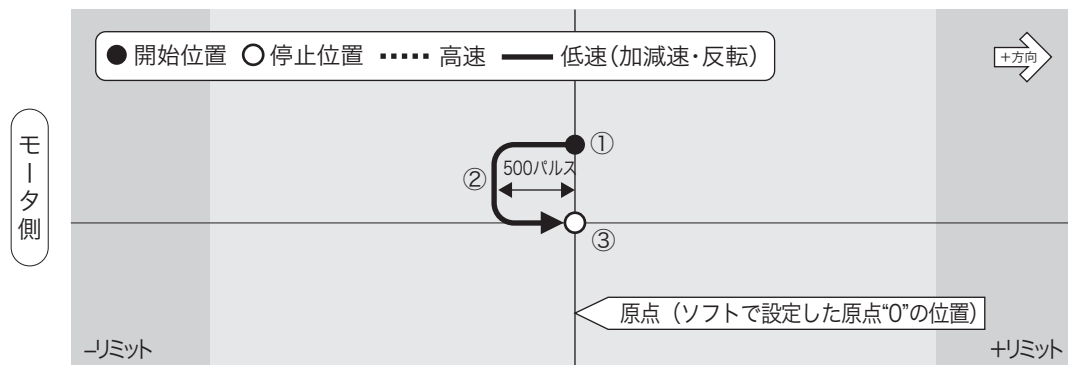 ●開始位置 ○停止位置 ••••• 高速 ━━ 低速(加減速・反転)
+方向
モータ側
①
② 500パルス
③
原点（ソフトで設定した原点“0”の位置）
−リミット
＋リミット